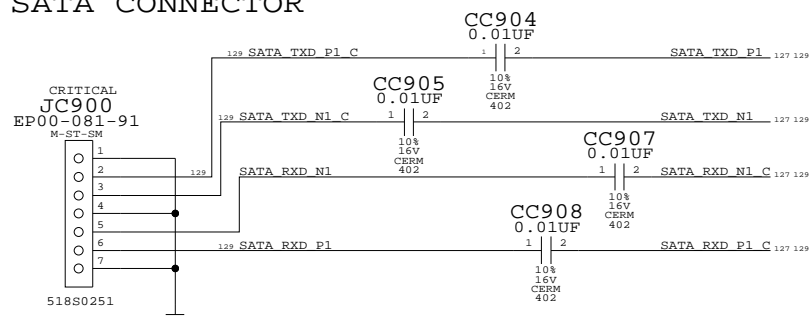 SATA CONNECTOR
CC904
0.01UF
129 SATA_TXD_P1_C
1 2
SATA_TXD_P1 127 129
10%
16V
CERM
402
CRITICAL
JC900
EP00-081-91
M-ST-SM
CC905
0.01UF
129 SATA_TXD_N1_C
1 2
SATA_TXD_N1 127 129
10%
16V
CERM
402
CC907
0.01UF
1
2
129 SATA_RXD_N1
1 2
SATA_RXD_N1_C 127 129
3
4
5
10%
16V
CERM
402
CC908
0.01UF
6
129 SATA_RXD_P1
1 2
SATA_RXD_P1_C 127 129
7
10%
16V
CERM
402
518S0251